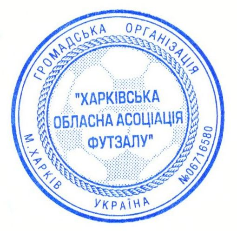 ГРОМАДСЬКА ОРГАНІЗАЦІЯ
"ХАРКІВСЬКА
ОБЛАСНА АСОЦІАЦІЯ
ФУТЗАЛУ"
М.ХАРКІВ УКРАЇНА №06716580